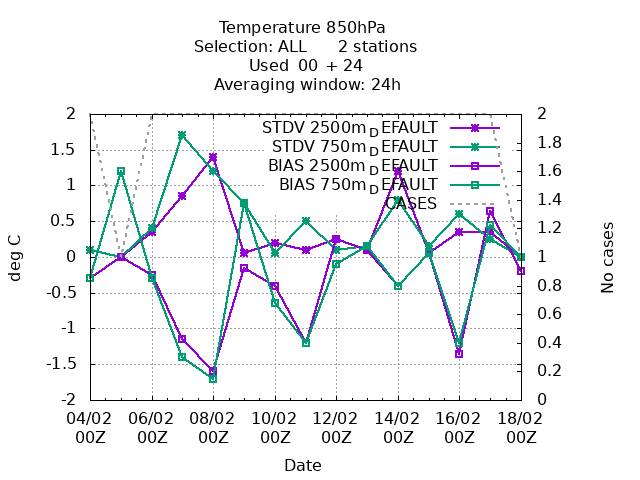 Temperature 850hPa
Selection: ALL      2 stations
Used  00  + 24
Averaging window: 24h
STDV 2500m_DEFAULT
STDV 750m_DEFAULT
BIAS 2500m_DEFAULT
BIAS 750m_DEFAULT
CASES
deg C
2
1.5
1
0.5
0
-0.5
-1
-1.5
-2
No cases
2
1.8
1.6
1.4
1.2
1
0.8
0.6
0.4
0.2
0
04/02 06/02 08/02 10/02 12/02 14/02 16/02 18/02
00Z 00Z 00Z 00Z 00Z 00Z 00Z 00Z
Date